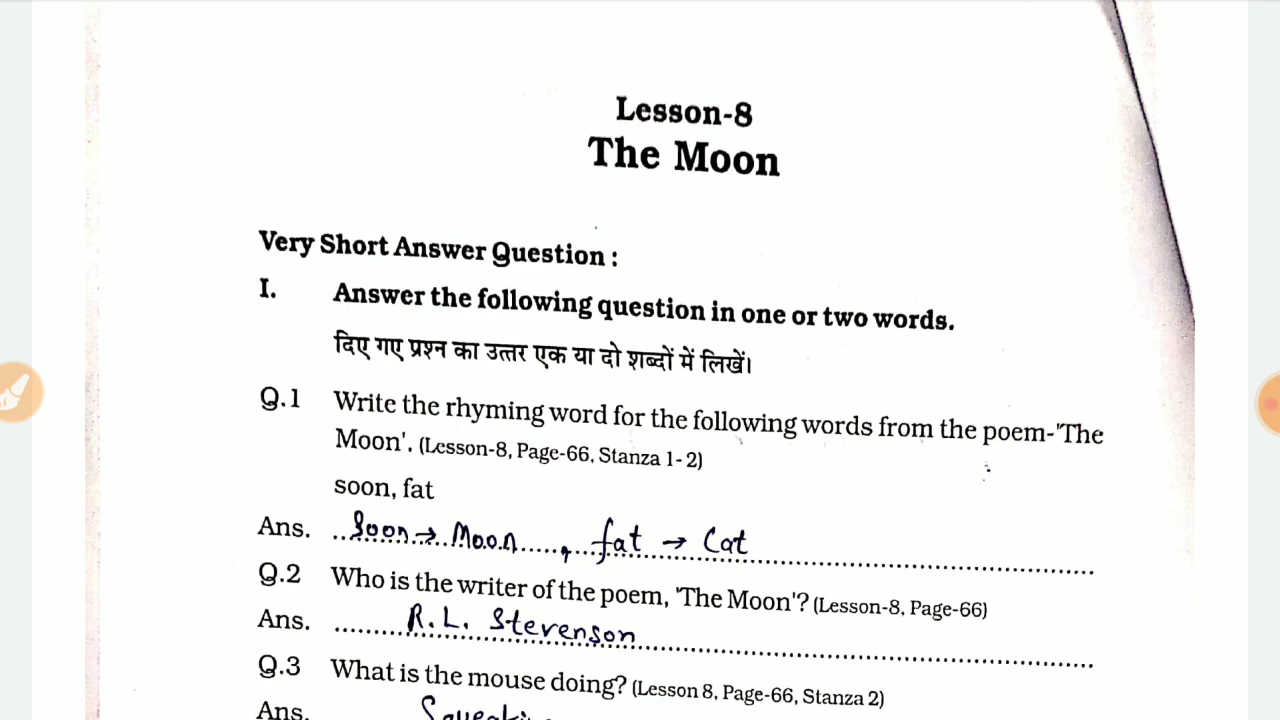 Lesson-8
The Moon
Very Short Answer Question :
I. Answer the following question in one or two words.
दिए गए प्रश्न का उत्तर एक या दो शब्दों में लिखें।
Q.1 Write the rhyming word for the following words from the poem-'The
Moon'. (Lesson-8, Page-66, Stanza 1-2)
soon, fat
Ans. Soon → Moon, fat → Cat
Q.2 Who is the writer of the poem, 'The Moon'? (Lesson-8, Page-66)
Ans. R.L. Stevenson
Q.3 What is the mouse doing? (Lesson 8, Page-66, Stanza 2)
Ans.